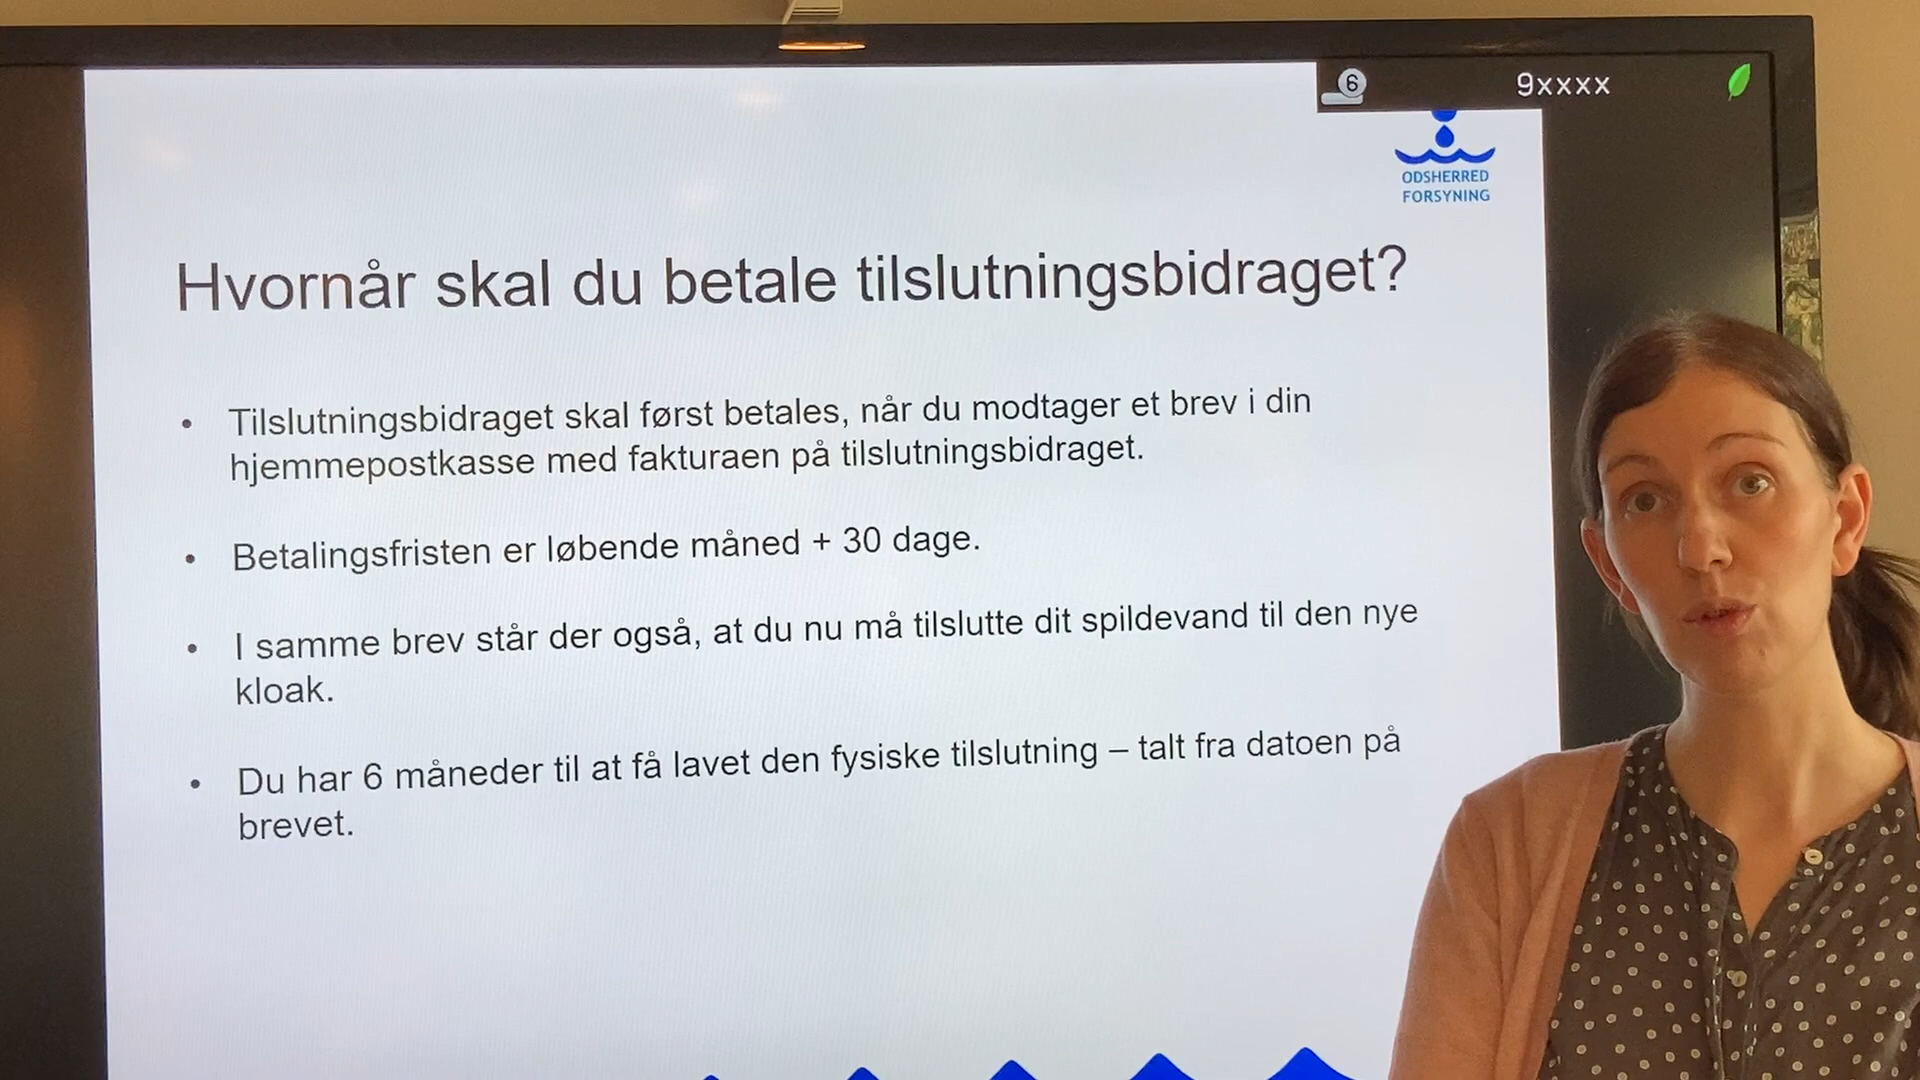 6
9xxxx
ODSHERRED
FORSYNING
Hvornår skal du betale tilslutningsbidraget?
• Tilslutningsbidraget skal først betales, når du modtager et brev i din
hjemmepostkasse med fakturaen på tilslutningsbidraget.
• Betalingsfristen er løbende måned + 30 dage.
• I samme brev står der også, at du nu må tilslutte dit spildevand til den nye
kloak.
• Du har 6 måneder til at få lavet den fysiske tilslutning – talt fra datoen på
brevet.